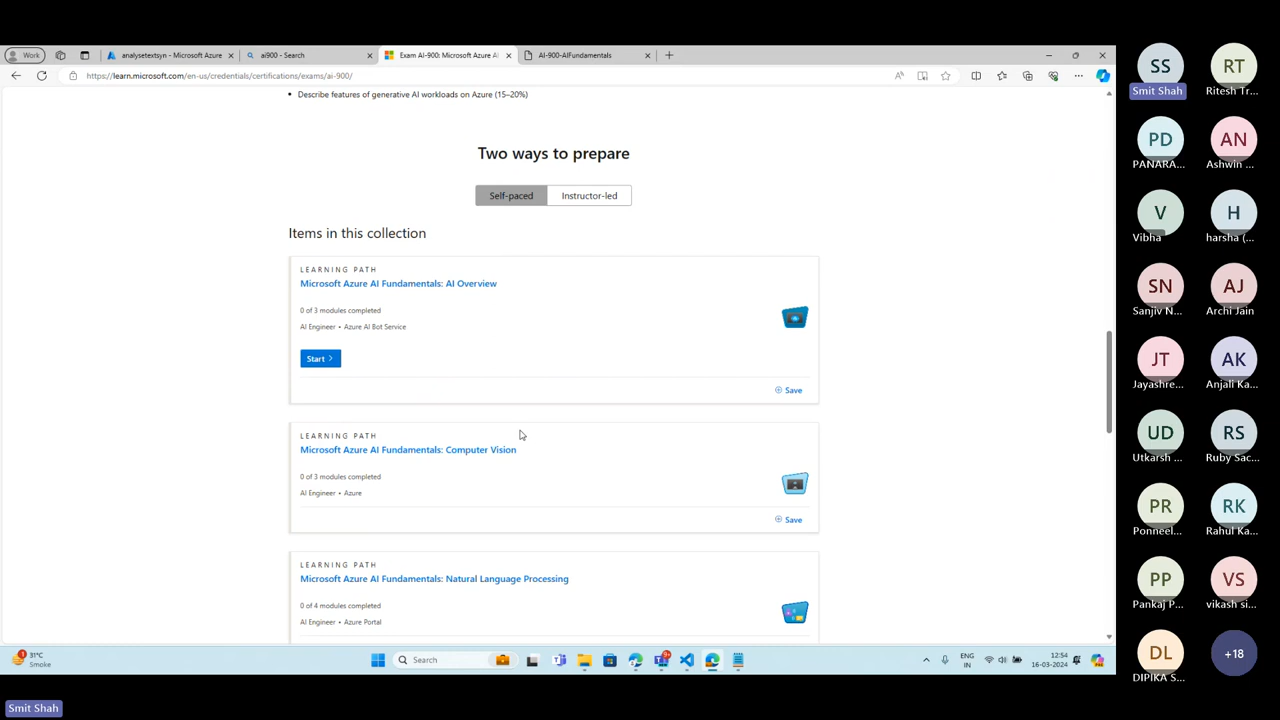 Work
analysetextsyn - Microsoft Azure
ai900 - Search
Exam AI-900: Microsoft Azure AI
AI-900-AIFundamentals
https://learn.microsoft.com/en-us/credentials/certifications/exams/ai-900/
Describe features of generative AI workloads on Azure (15–20%)
Two ways to prepare
Self-paced
Instructor-led
Items in this collection
LEARNING PATH
Microsoft Azure AI Fundamentals: AI Overview
0 of 3 modules completed
AI Engineer • Azure AI Bot Service
Start
Save
LEARNING PATH
Microsoft Azure AI Fundamentals: Computer Vision
0 of 3 modules completed
AI Engineer • Azure
Save
LEARNING PATH
Microsoft Azure AI Fundamentals: Natural Language Processing
0 of 4 modules completed
AI Engineer • Azure Portal
1
31°C
Smoke
Search
9+
ENG
IN
12:54
16-03-2024
SS
Smit Shah
RT
Ritesh Tr...
PD
PANARA...
AN
Ashwin ...
V
Vibha
H
harsha (...
SN
Sanjiv N...
AJ
Archi Jain
JT
Jayashre...
AK
Anjali Ka...
UD
Utkarsh ...
RS
Ruby Sac...
PR
Ponneel...
RK
Rahul Ka...
PP
Pankaj P...
VS
vikash si...
DL
DIPIKA S...
+18
Smit Shah